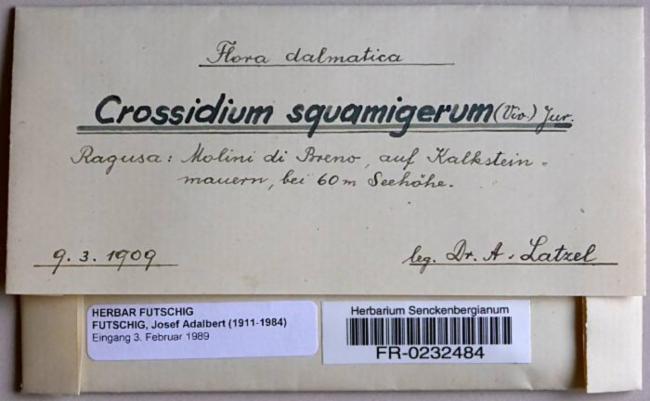 Flora dalmatica
Crossidium squamigerum (Viv.) Jur.
Ragusa: Molini di Breno, auf Kalkstein-
mauern, bei 60 m Seehöhe.
9. 3. 1909
leg. Dr. A. Latzel
HERBAR FUTSCHIG
FUTSCHIG, Josef Adalbert (1911-1984)
Eingang 3. Februar 1989
Herbarium Senckenbergianum
FR-0232484